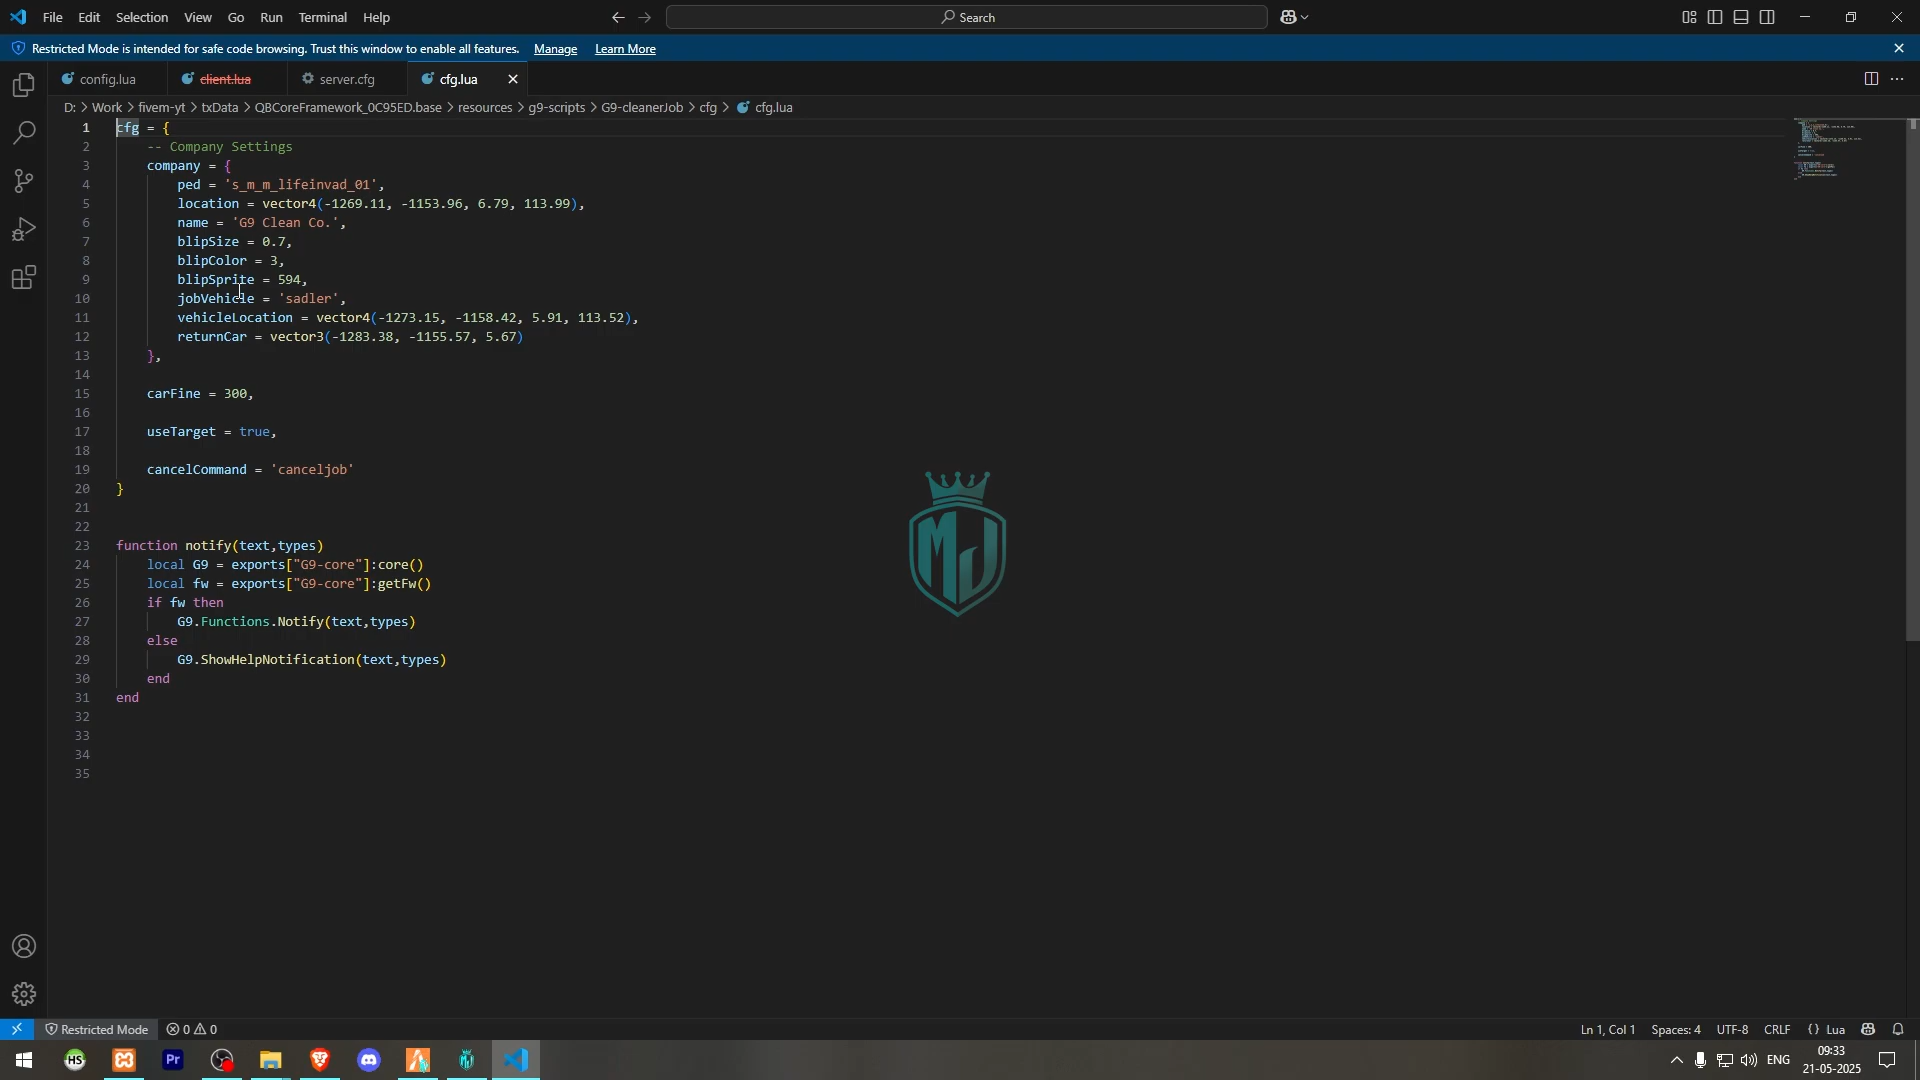 File Edit Selection View Go Run Terminal Help
Search
Restricted Mode is intended for safe code browsing. Trust this window to enable all features. Manage Learn More
config.lua client.lua server.cfg cfg.lua
D: > Work > fivem-yt > txData > QBCoreFramework_0C95ED.base > resources > g9-scripts > G9-cleanerJob > cfg > cfg.lua
1 cfg = {
2 -- Company Settings
3 company = {
4 ped = 's_m_m_lifeinvad_01',
5 location = vector4(-1269.11, -1153.96, 6.79, 113.99),
6 name = 'G9 Clean Co.',
7 blipSize = 0.7,
8 blipColor = 3,
9 blipSprite = 594,
10 jobVehicle = 'sadler',
11 vehicleLocation = vector4(-1273.15, -1158.42, 5.91, 113.52),
12 returnCar = vector3(-1283.38, -1155.57, 5.67)
13 },
14
15 carFine = 300,
16
17 useTarget = true,
18
19 cancelCommand = 'canceljob'
20 }
21
22
23 function notify(text,types)
24 local G9 = exports["G9-core"]:core()
25 local fw = exports["G9-core"]:getFw()
26 if fw then
27 G9.Functions.Notify(text,types)
28 else
29 G9.ShowHelpNotification(text,types)
30 end
31 end
32
33
34
35
MJ
Restricted Mode 0 0 Ln 1, Col 1 Spaces: 4 UTF-8 CRLF {} Lua
HS Pr ENG 09:33
21-05-2025